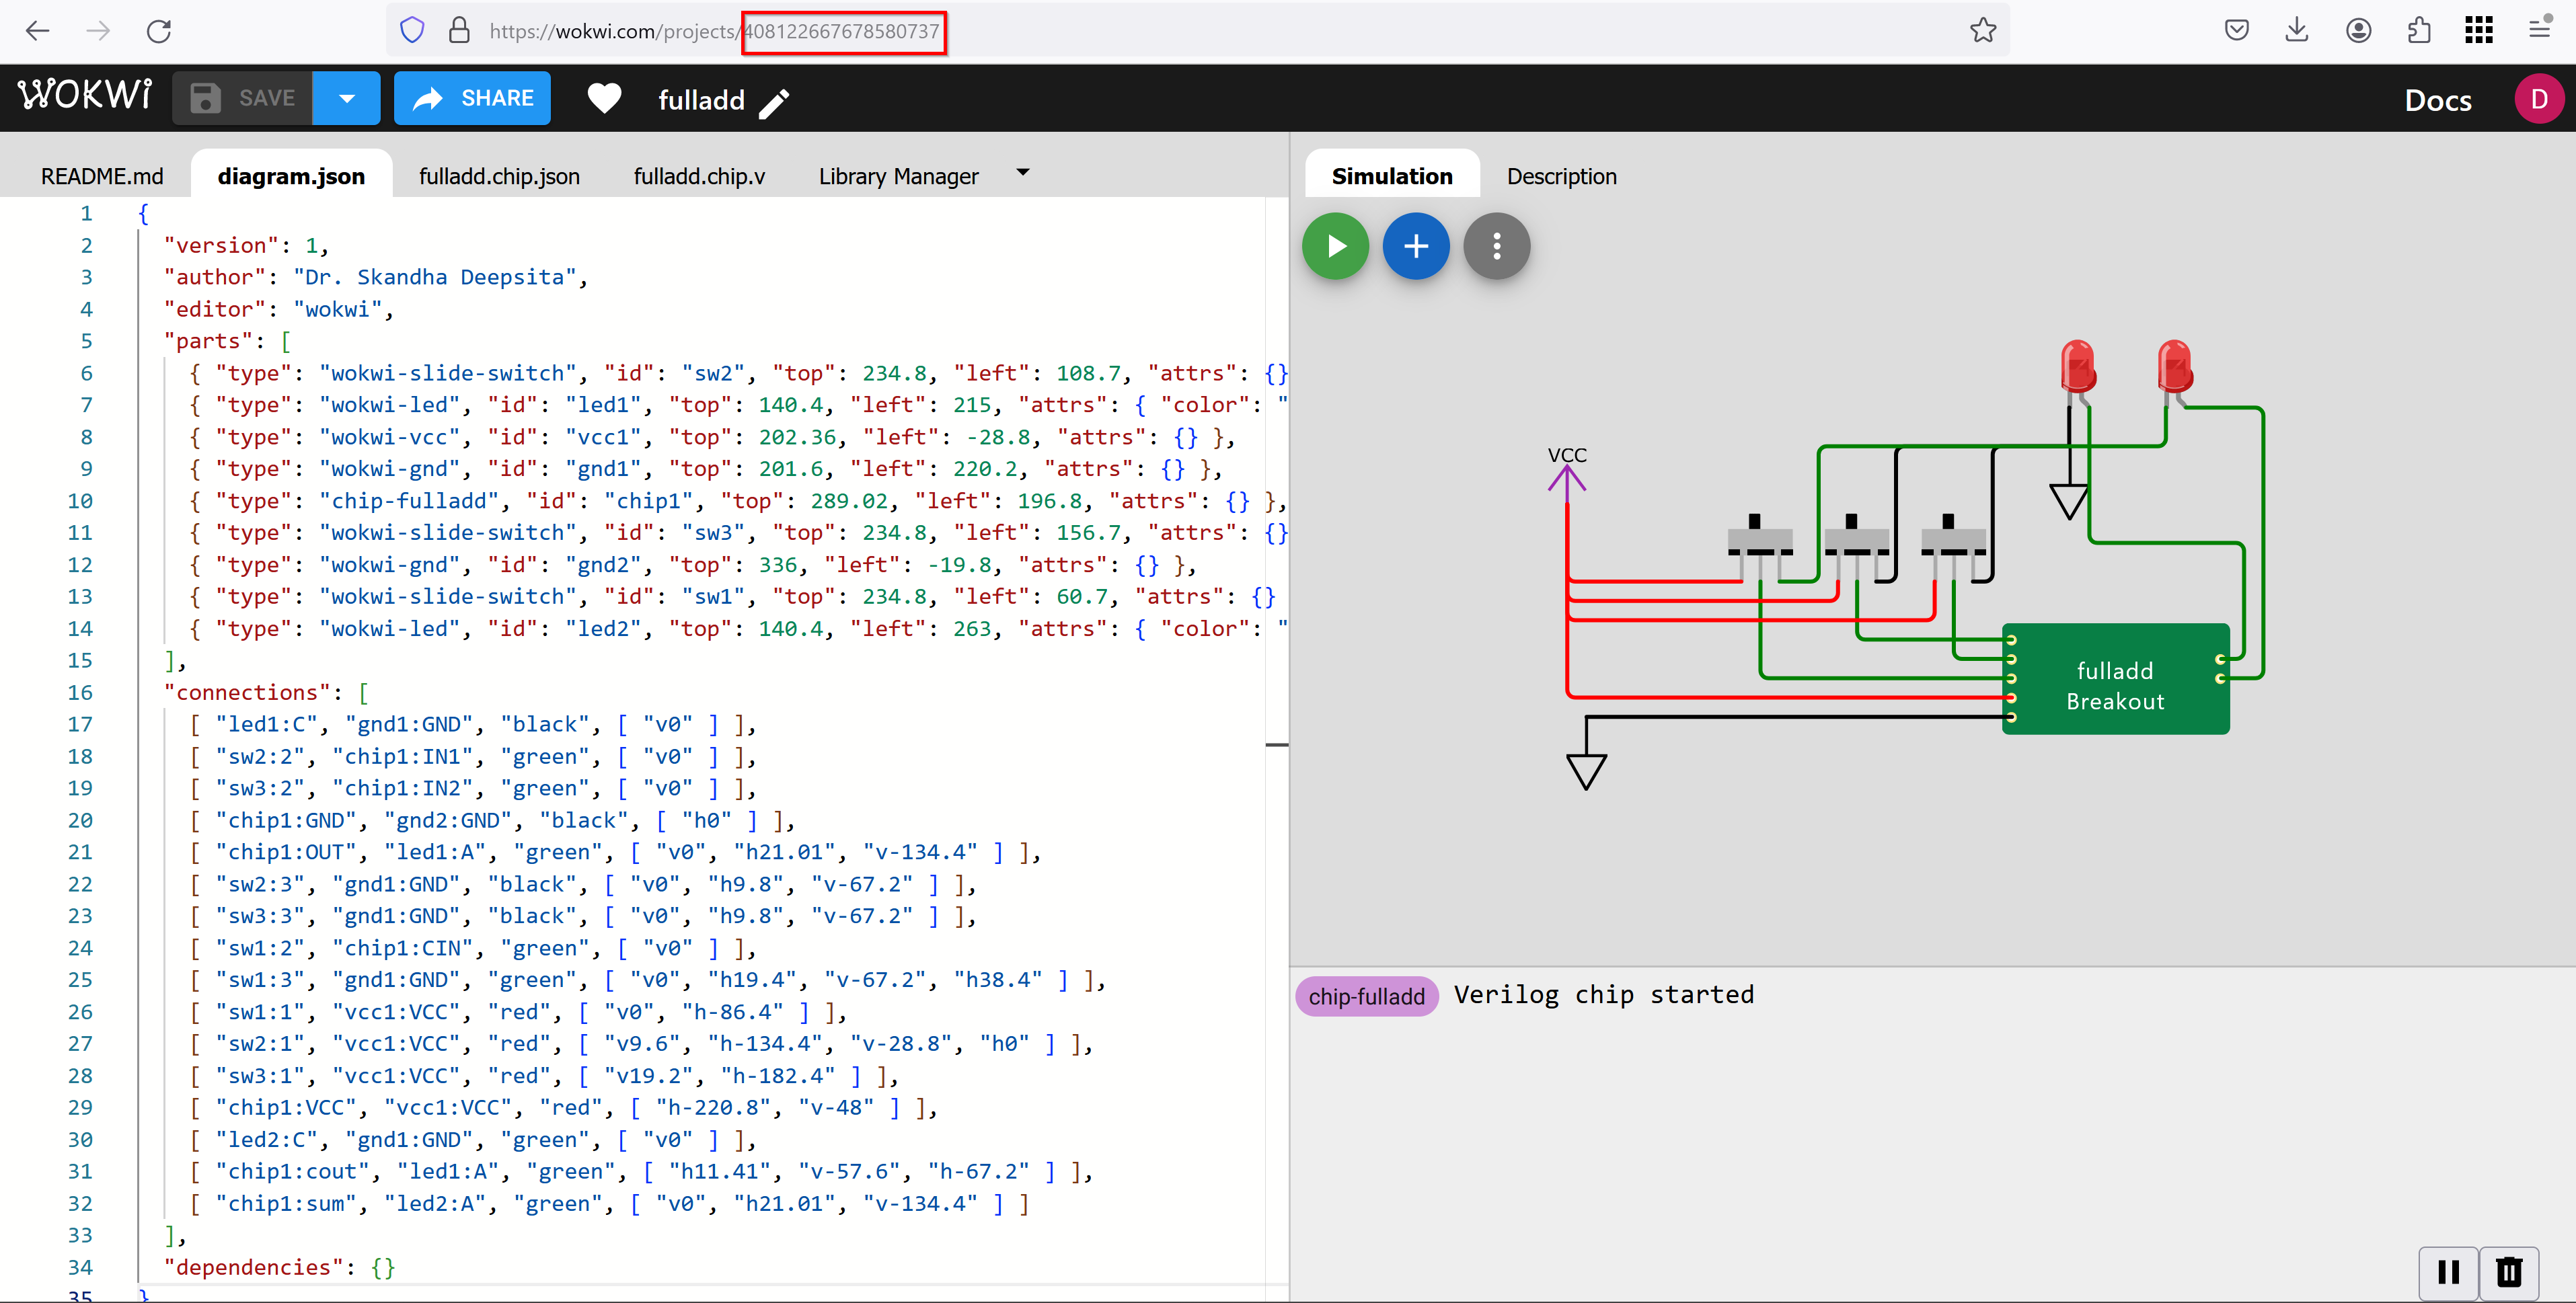 https://wokwi.com/projects/408122667678580737
WOKWi SAVE SHARE fulladd Docs D
README.md diagram.json fulladd.chip.json fulladd.chip.v Library Manager
1 {
2 "version": 1,
3 "author": "Dr. Skandha Deepsita",
4 "editor": "wokwi",
5 "parts": [
6 { "type": "wokwi-slide-switch", "id": "sw2", "top": 234.8, "left": 108.7, "attrs": {}
7 { "type": "wokwi-led", "id": "led1", "top": 140.4, "left": 215, "attrs": { "color": "
8 { "type": "wokwi-vcc", "id": "vcc1", "top": 202.36, "left": -28.8, "attrs": {} },
9 { "type": "wokwi-gnd", "id": "gnd1", "top": 201.6, "left": 220.2, "attrs": {} },
10 { "type": "chip-fulladd", "id": "chip1", "top": 289.02, "left": 196.8, "attrs": {} },
11 { "type": "wokwi-slide-switch", "id": "sw3", "top": 234.8, "left": 156.7, "attrs": {}
12 { "type": "wokwi-gnd", "id": "gnd2", "top": 336, "left": -19.8, "attrs": {} },
13 { "type": "wokwi-slide-switch", "id": "sw1", "top": 234.8, "left": 60.7, "attrs": {}
14 { "type": "wokwi-led", "id": "led2", "top": 140.4, "left": 263, "attrs": { "color": "
15 ],
16 "connections": [
17 [ "led1:C", "gnd1:GND", "black", [ "v0" ] ],
18 [ "sw2:2", "chip1:IN1", "green", [ "v0" ] ],
19 [ "sw3:2", "chip1:IN2", "green", [ "v0" ] ],
20 [ "chip1:GND", "gnd2:GND", "black", [ "h0" ] ],
21 [ "chip1:OUT", "led1:A", "green", [ "v0", "h21.01", "v-134.4" ] ],
22 [ "sw2:3", "gnd1:GND", "black", [ "v0", "h9.8", "v-67.2" ] ],
23 [ "sw3:3", "gnd1:GND", "black", [ "v0", "h9.8", "v-67.2" ] ],
24 [ "sw1:2", "chip1:CIN", "green", [ "v0" ] ],
25 [ "sw1:3", "gnd1:GND", "green", [ "v0", "h19.4", "v-67.2", "h38.4" ] ],
26 [ "sw1:1", "vcc1:VCC", "red", [ "v0", "h-86.4" ] ],
27 [ "sw2:1", "vcc1:VCC", "red", [ "v9.6", "h-134.4", "v-28.8", "h0" ] ],
28 [ "sw3:1", "vcc1:VCC", "red", [ "v19.2", "h-182.4" ] ],
29 [ "chip1:VCC", "vcc1:VCC", "red", [ "h-220.8", "v-48" ] ],
30 [ "led2:C", "gnd1:GND", "green", [ "v0" ] ],
31 [ "chip1:cout", "led1:A", "green", [ "h11.41", "v-57.6", "h-67.2" ] ],
32 [ "chip1:sum", "led2:A", "green", [ "v0", "h21.01", "v-134.4" ] ]
33 ],
34 "dependencies": {}
35 }
Simulation Description
VCC
fulladd
Breakout
chip-fulladd Verilog chip started